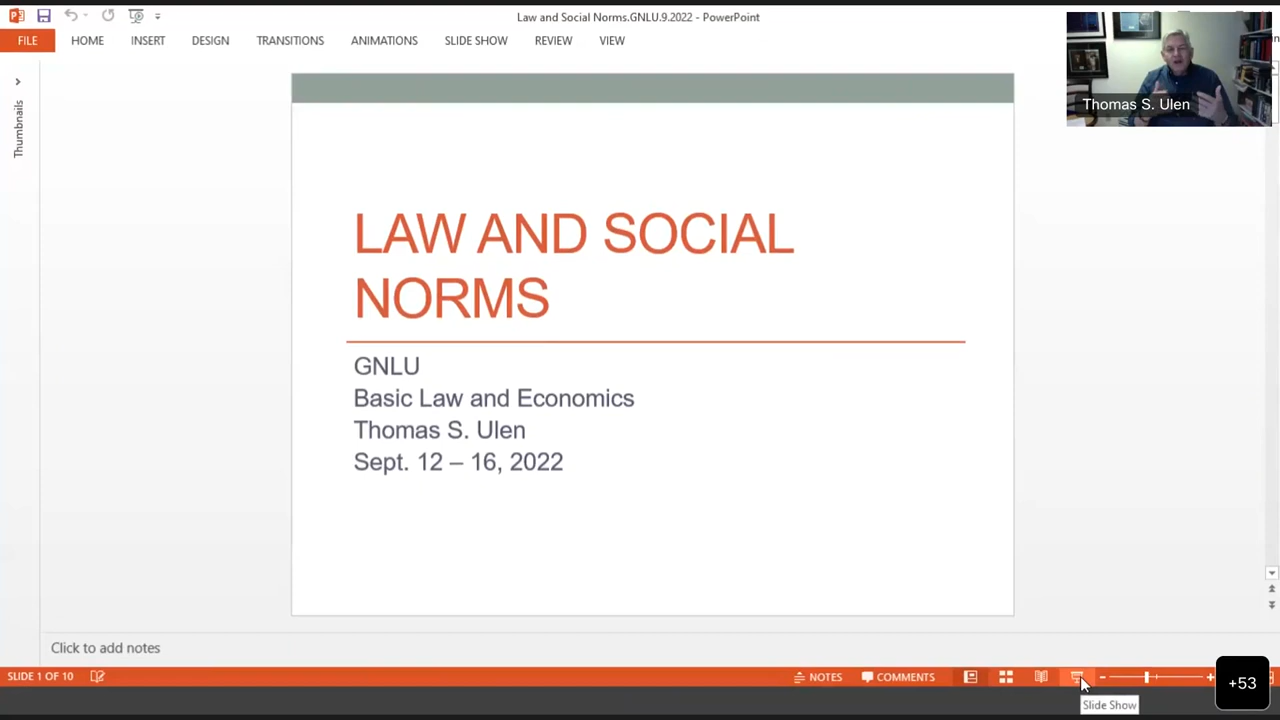 Law and Social Norms.GNLU.9.2022 - PowerPoint
FILE
HOME
INSERT
DESIGN
TRANSITIONS
ANIMATIONS
SLIDE SHOW
REVIEW
VIEW
Thomas S. Ulen
Thumbnails
LAW AND SOCIAL
NORMS
GNLU
Basic Law and Economics
Thomas S. Ulen
Sept. 12 – 16, 2022
Click to add notes
SLIDE 1 OF 10
NOTES
COMMENTS
+53
Slide Show